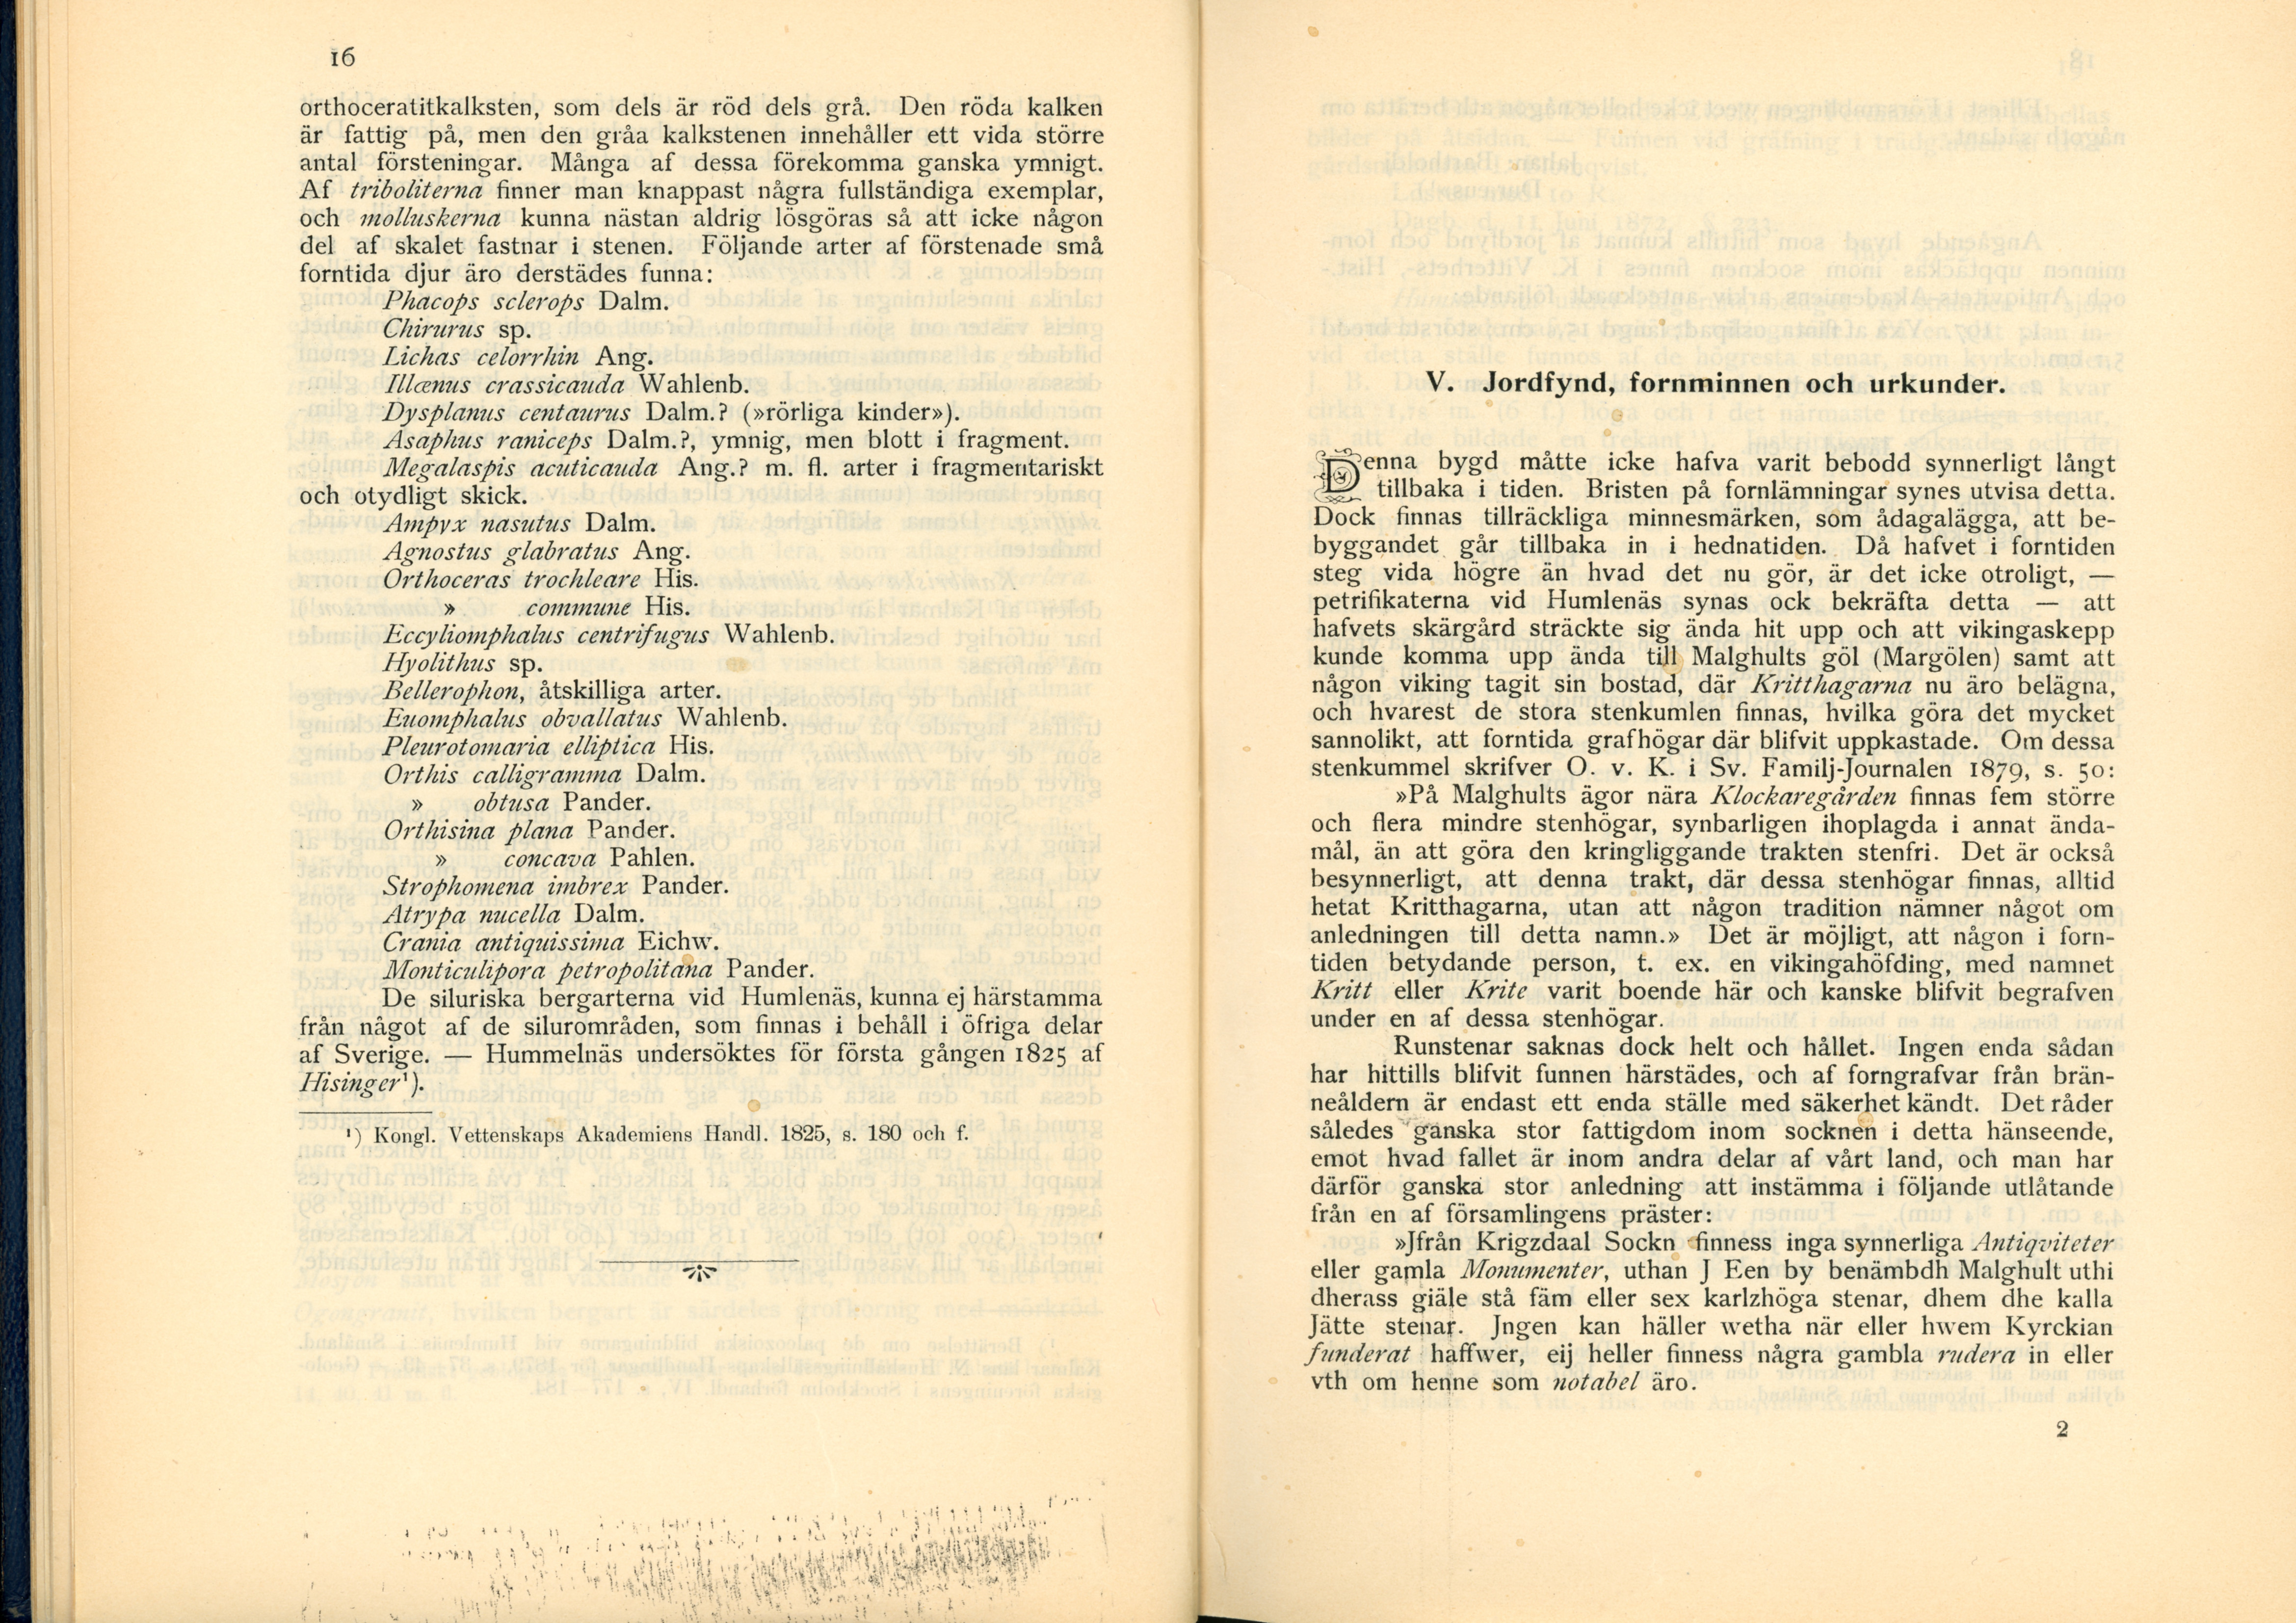 16
orthoceratitkalksten, som dels är röd dels grå. Den röda kalken
är fattig på, men den gråa kalkstenen innehåller ett vida större
antal försteningar. Många af dessa förekomma ganska ymnigt.
Af triboliterna finner man knappast några fullständiga exemplar,
och molluskerna kunna nästan aldrig lösgöras så att icke någon
del af skalet fastnar i stenen. Följande arter af förstenade små
forntida djur äro derstädes funna:
Phacops sclerops Dalm.
Chirurus sp.
Lichas celorrhin Ang.
Illænus crassicauda Wahlenb.
Dysplanus centaurus Dalm.? (»rörliga kinder»).
Asaphus raniceps Dalm.?, ymnig, men blott i fragment.
Megalaspis acuticauda Ang.? m. fl. arter i fragmentariskt
och otydligt skick.
Ampyx nasutus Dalm.
Agnostus glabratus Ang.
Orthoceras trochleare His.
» commune His.
Eccyliomphalus centrifugus Wahlenb.
Hyolithus sp.
Bellerophon, åtskilliga arter.
Euomphalus obvallatus Wahlenb.
Pleurotomaria elliptica His.
Orthis calligramma Dalm.
» obtusa Pander.
Orthisina plana Pander.
» concava Pahlen.
Strophomena imbrex Pander.
Atrypa nucella Dalm.
Crania antiquissima Eichw.
Monticulipora petropolitana Pander.
De siluriska bergarterna vid Humlenäs, kunna ej härstamma
från något af de silurområden, som finnas i behåll i öfriga delar
af Sverige. — Hummelnäs undersöktes för första gången 1825 af
Hisinger¹).
¹) Kongl. Vettenskaps Akademiens Handl. 1825, s. 180 och f.
V. Jordfynd, fornminnen och urkunder.
Denna bygd måtte icke hafva varit bebodd synnerligt långt
tillbaka i tiden. Bristen på fornlämningar synes utvisa detta.
Dock finnas tillräckliga minnesmärken, som ådagalägga, att be-
byggandet går tillbaka in i hednatiden. Då hafvet i forntiden
steg vida högre än hvad det nu gör, är det icke otroligt, —
petrifikaterna vid Humlenäs synas ock bekräfta detta — att
hafvets skärgård sträckte sig ända hit upp och att vikingaskepp
kunde komma upp ända till Malghults göl (Margölen) samt att
någon viking tagit sin bostad, där Kritthagarna nu äro belägna,
och hvarest de stora stenkumlen finnas, hvilka göra det mycket
sannolikt, att forntida grafhögar där blifvit uppkastade. Om dessa
stenkummel skrifver O. v. K. i Sv. Familj-Journalen 1879, s. 50:
»På Malghults ägor nära Klockaregården finnas fem större
och flera mindre stenhögar, synbarligen ihoplagda i annat ända-
mål, än att göra den kringliggande trakten stenfri. Det är också
besynnerligt, att denna trakt, där dessa stenhögar finnas, alltid
hetat Kritthagarna, utan att någon tradition nämner något om
anledningen till detta namn.» Det är möjligt, att någon i forn-
tiden betydande person, t. ex. en vikingahöfding, med namnet
Kritt eller Krite varit boende här och kanske blifvit begrafven
under en af dessa stenhögar.
Runstenar saknas dock helt och hållet. Ingen enda sådan
har hittills blifvit funnen härstädes, och af forngrafvar från brän-
neåldern är endast ett enda ställe med säkerhet kändt. Det råder
således ganska stor fattigdom inom socknen i detta hänseende,
emot hvad fallet är inom andra delar af vårt land, och man har
därför ganska stor anledning att instämma i följande utlåtande
från en af församlingens präster:
»Jfrån Krigzdaal Sockn finness inga synnerliga Antiqviteter
eller gamla Monumenter, uthan J Een by benämbdh Malghult uthi
dherass giäle stå fäm eller sex karlzhöga stenar, dhem dhe kalla
Jätte stenar. Jngen kan häller wetha när eller hwem Kyrckian
funderat haffwer, eij heller finness några gambla rudera in eller
vth om henne som notabel äro.
2